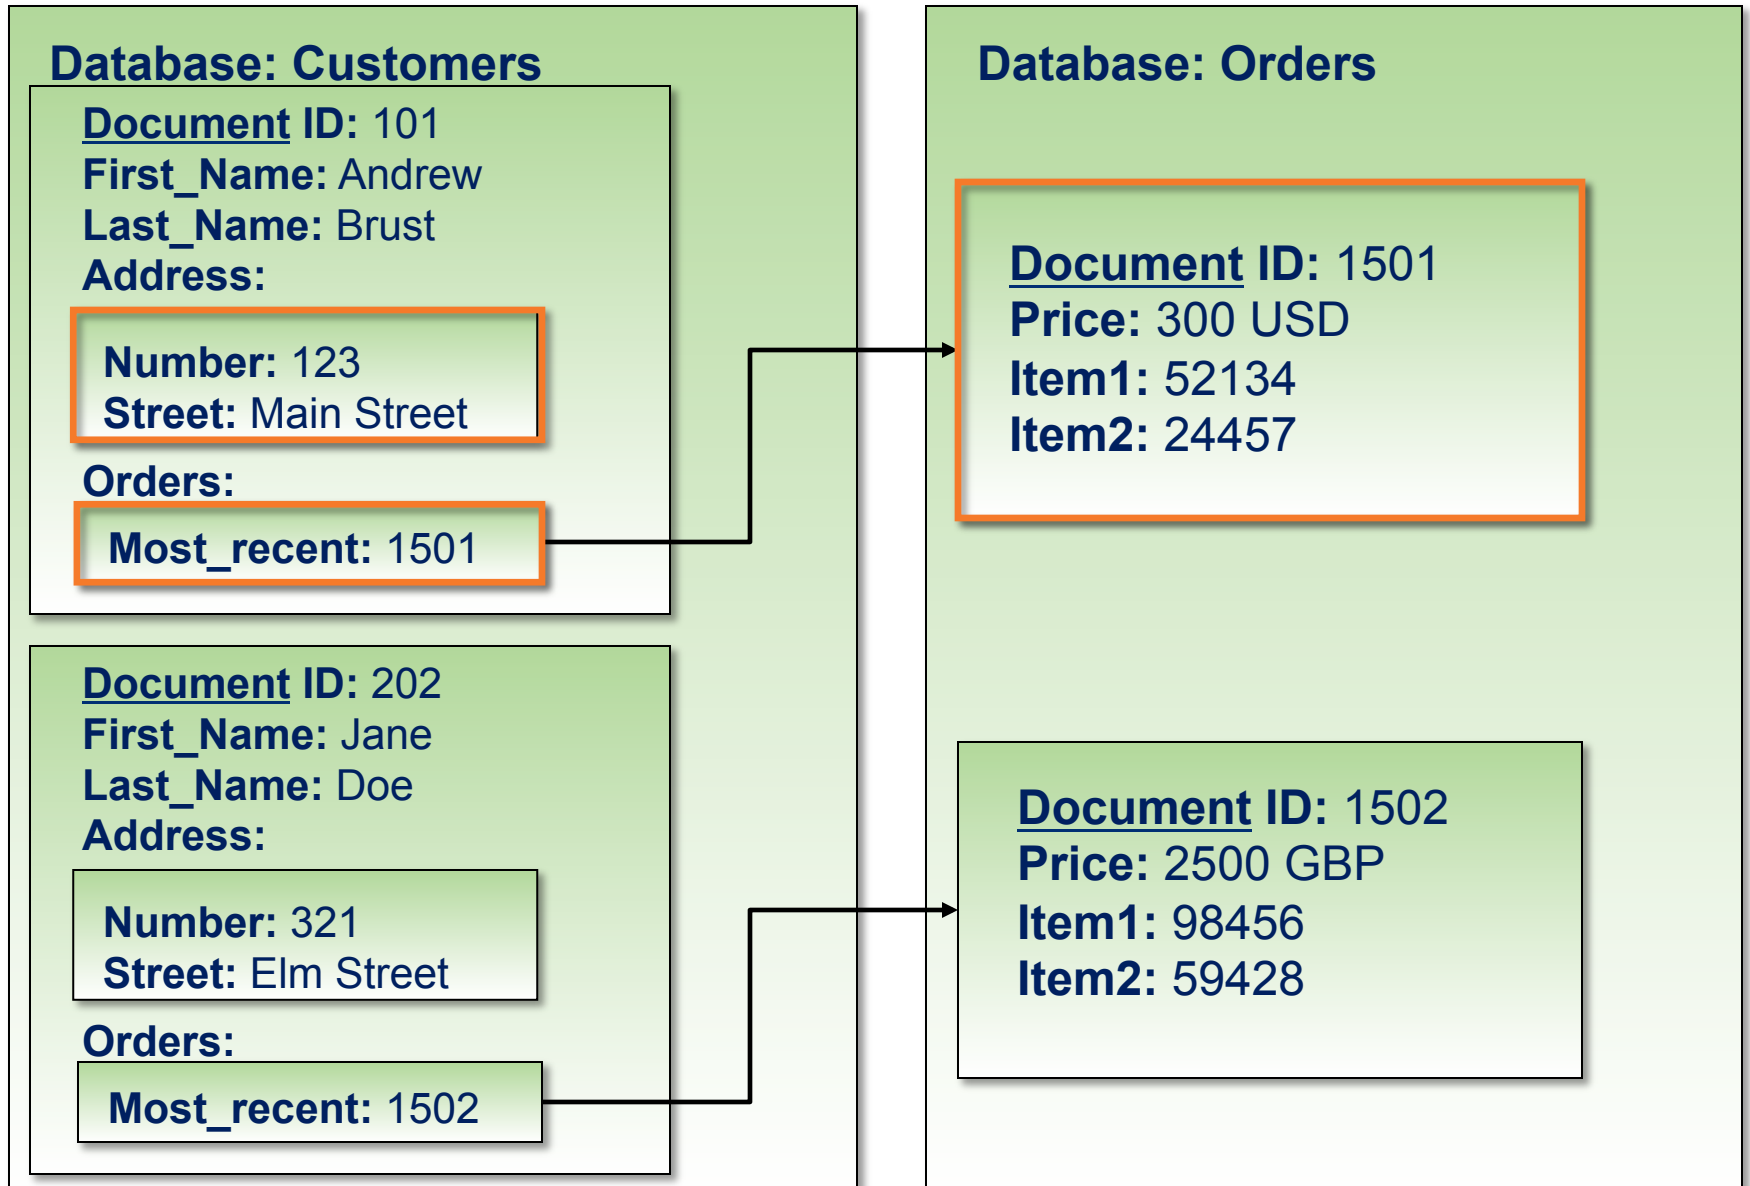 Database: Customers
Document ID: 101
First_Name: Andrew
Last_Name: Brust
Address:
Number: 123
Street: Main Street
Orders:
Most_recent: 1501
Document ID: 202
First_Name: Jane
Last_Name: Doe
Address:
Number: 321
Street: Elm Street
Orders:
Most_recent: 1502
Database: Orders
Document ID: 1501
Price: 300 USD
Item1: 52134
Item2: 24457
Document ID: 1502
Price: 2500 GBP
Item1: 98456
Item2: 59428